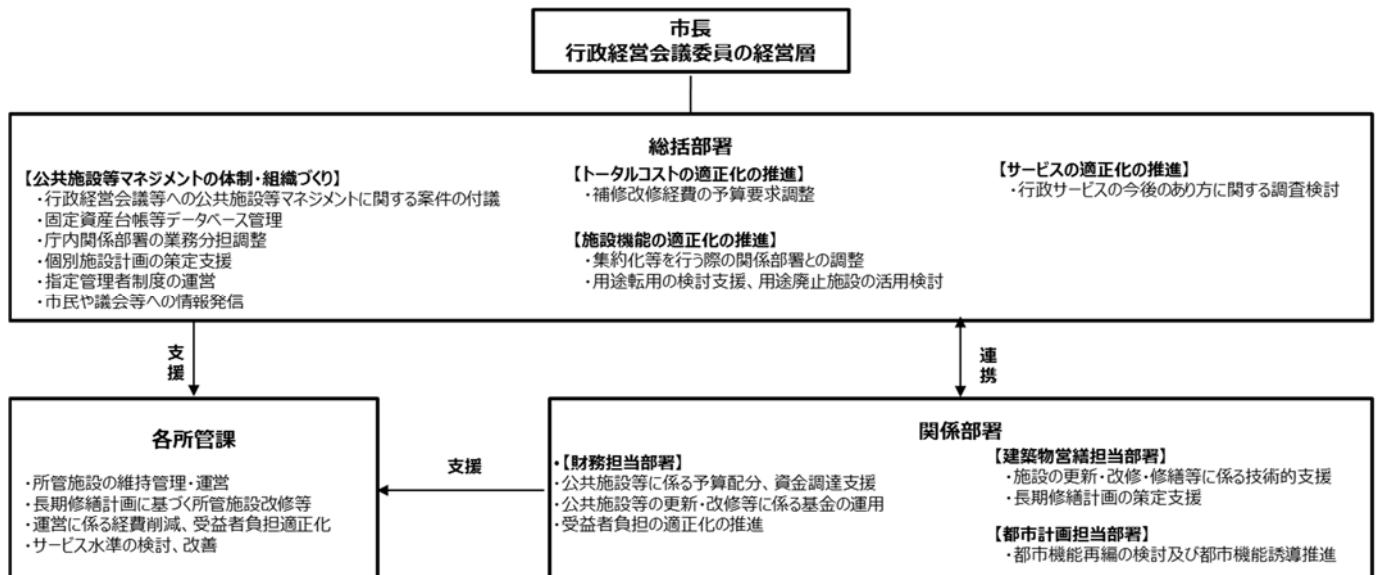 市長
行政経営会議委員の経営層
総括部署
【公共施設等マネジメントの体制・組織づくり】
・行政経営会議等への公共施設等マネジメントに関する案件の付議
・固定資産台帳等データベース管理
・庁内関係部署の業務分担調整
・個別施設計画の策定支援
・指定管理者制度の運営
・市民や議会等への情報発信
【トータルコストの適正化の推進】
・補修改修経費の予算要求調整
【施設機能の適正化の推進】
・集約化等を行う際の関係部署との調整
・用途転用の検討支援、用途廃止施設の活用検討
【サービスの適正化の推進】
・行政サービスの今後のあり方に関する調査検討
支援
連携
各所管課
・所管施設の維持管理・運営
・長期修繕計画に基づく所管施設改修等
・運営に係る経費削減、受益者負担適正化
・サービス水準の検討、改善
支援
関係部署
・【財務担当部署】
・公共施設等に係る予算配分、資金調達支援
・公共施設等の更新・改修等に係る基金の運用
・受益者負担の適正化の推進
【建築物営繕担当部署】
・施設の更新・改修・修繕等に係る技術的支援
・長期修繕計画の策定支援
【都市計画担当部署】
・都市機能再編の検討及び都市機能誘導推進